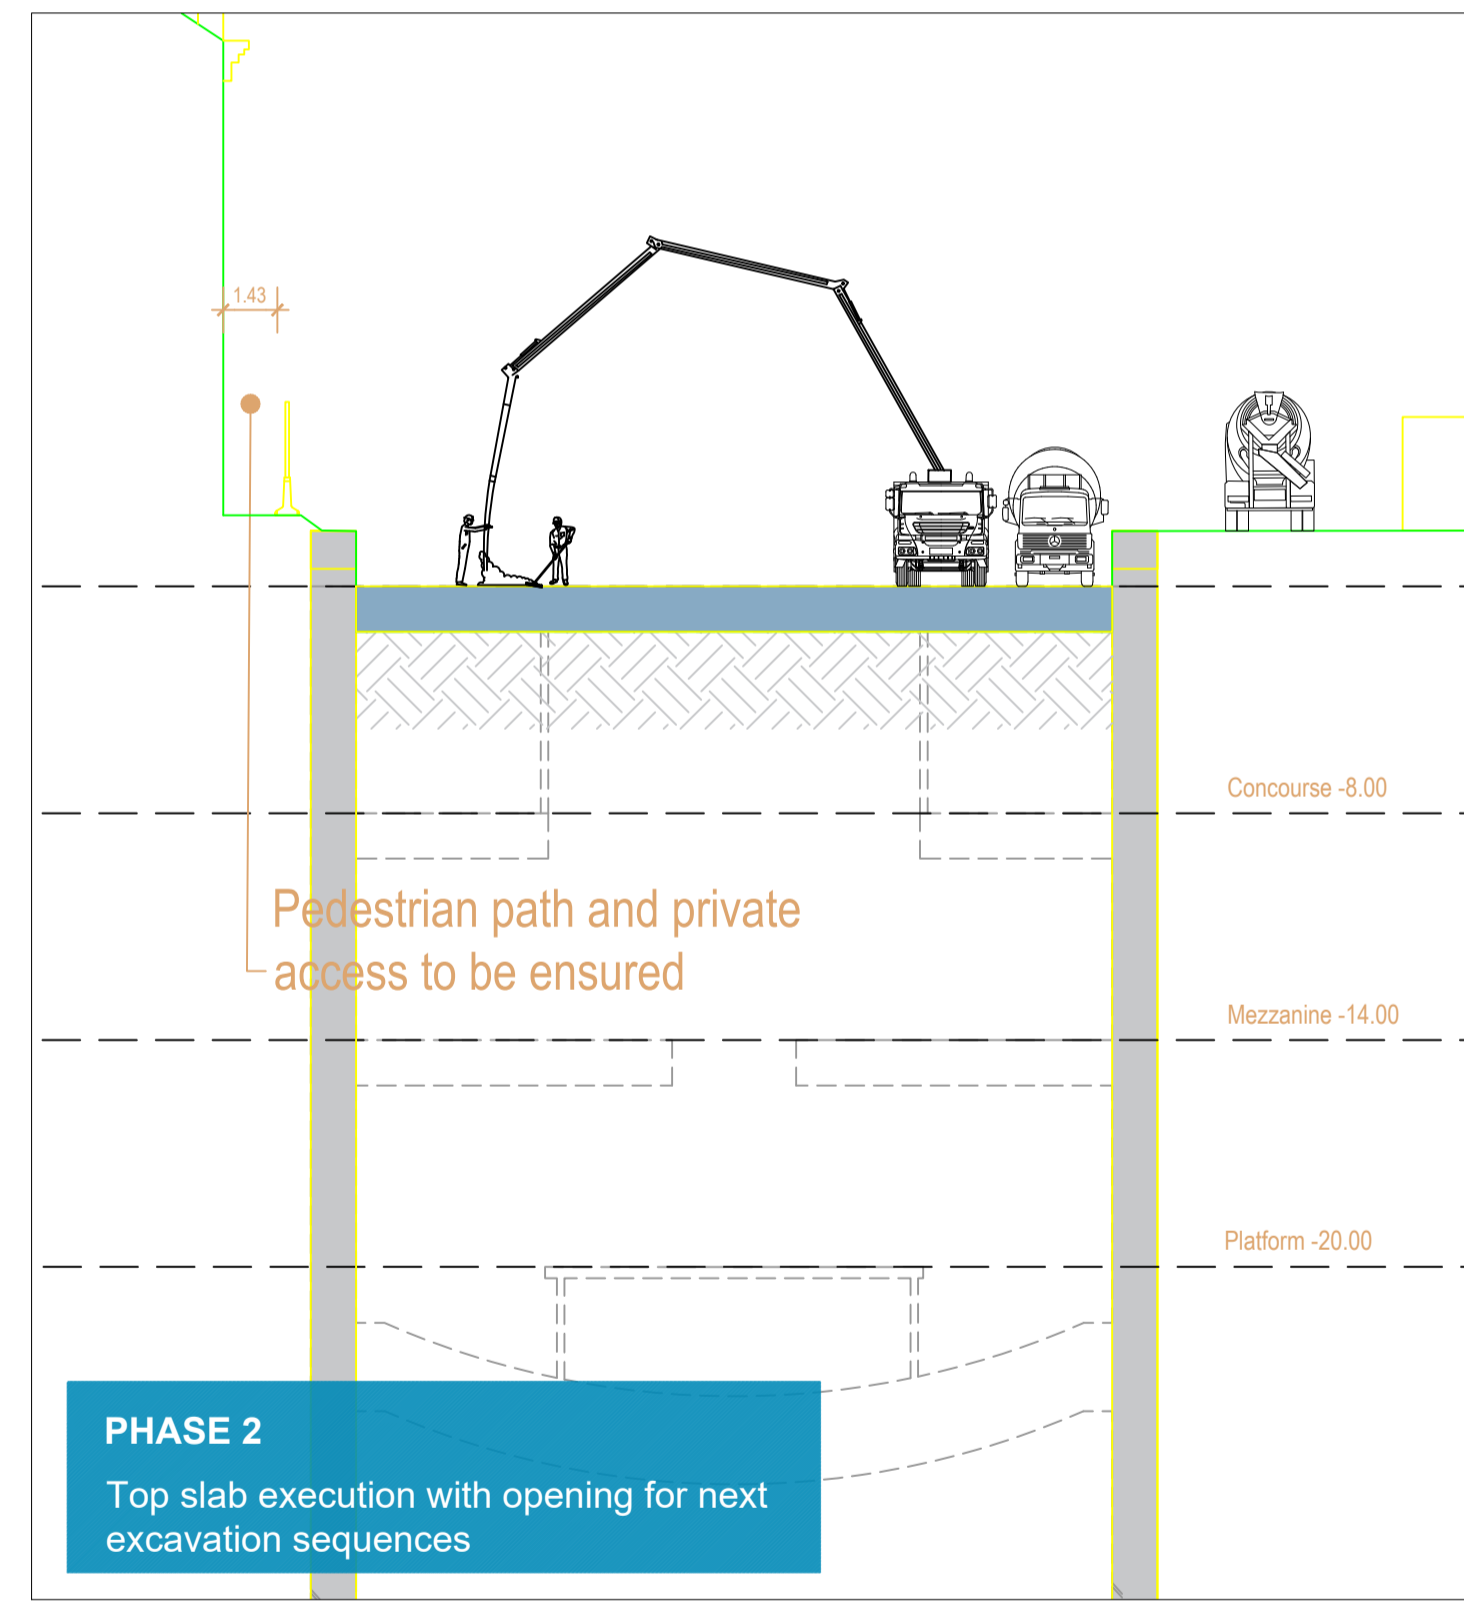 1.43
Concourse -8.00
Pedestrian path and private
access to be ensured
Mezzanine -14.00
Platform -20.00
PHASE 2
Top slab execution with opening for next
excavation sequences